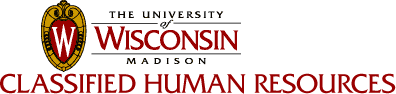 THE UNIVERSITY
of
WISCONSIN
MADISON
CLASSIFIED HUMAN RESOURCES